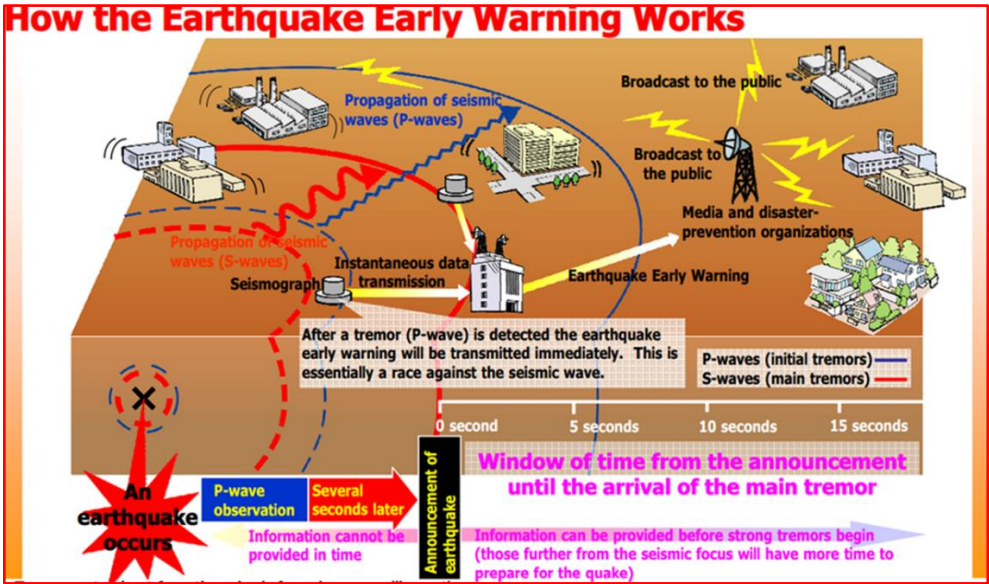 How the Earthquake Early Warning Works
Broadcast to the public
Propagation of seismic
waves (P-waves)
Broadcast to
the public
Media and disaster-
prevention organizations
Propagation of seismic
waves (S-waves)
Seismograph
Instantaneous data
transmission
Earthquake Early Warning
After a tremor (P-wave) is detected the earthquake
early warning will be transmitted immediately. This is
essentially a race against the seismic wave.
P-waves (initial tremors)
S-waves (main tremors)
0 second
5 seconds
10 seconds
15 seconds
An
earthquake
occurs
P-wave
observation
Several
seconds later
Announcement of
earthquake
Window of time from the announcement
until the arrival of the main tremor
Information cannot be
provided in time
Information can be provided before strong tremors begin
(those further from the seismic focus will have more time to
prepare for the quake)